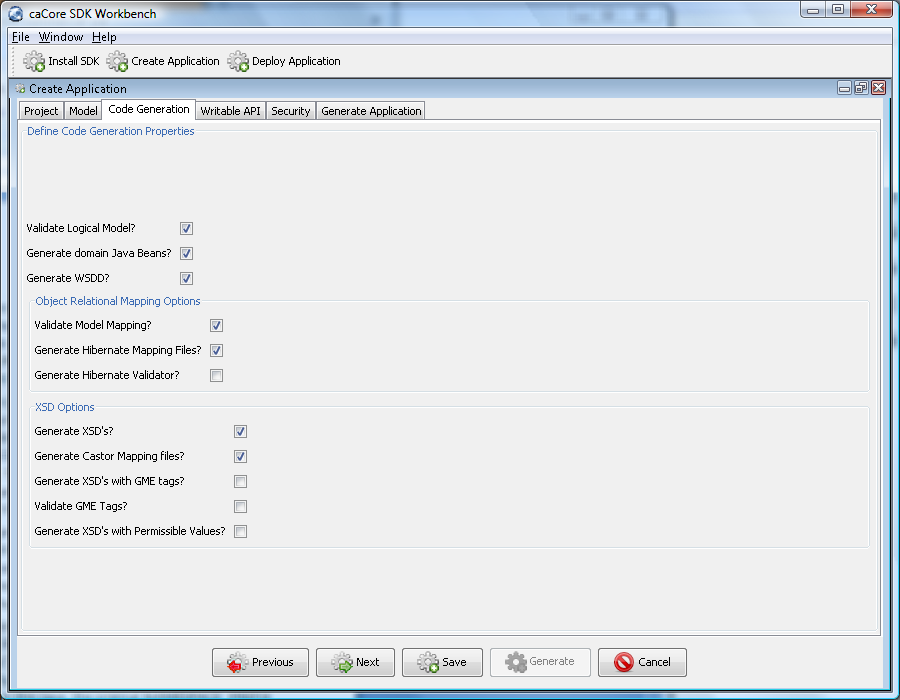 caCore SDK Workbench
File Window Help
Install SDK Create Application Deploy Application
Create Application
Project Model Code Generation Writable API Security Generate Application
Define Code Generation Properties
Validate Logical Model?
Generate domain Java Beans?
Generate WSDD?
Object Relational Mapping Options
Validate Model Mapping?
Generate Hibernate Mapping Files?
Generate Hibernate Validator?
XSD Options
Generate XSD's?
Generate Castor Mapping files?
Generate XSD's with GME tags?
Validate GME Tags?
Generate XSD's with Permissible Values?
Previous Next Save Generate Cancel